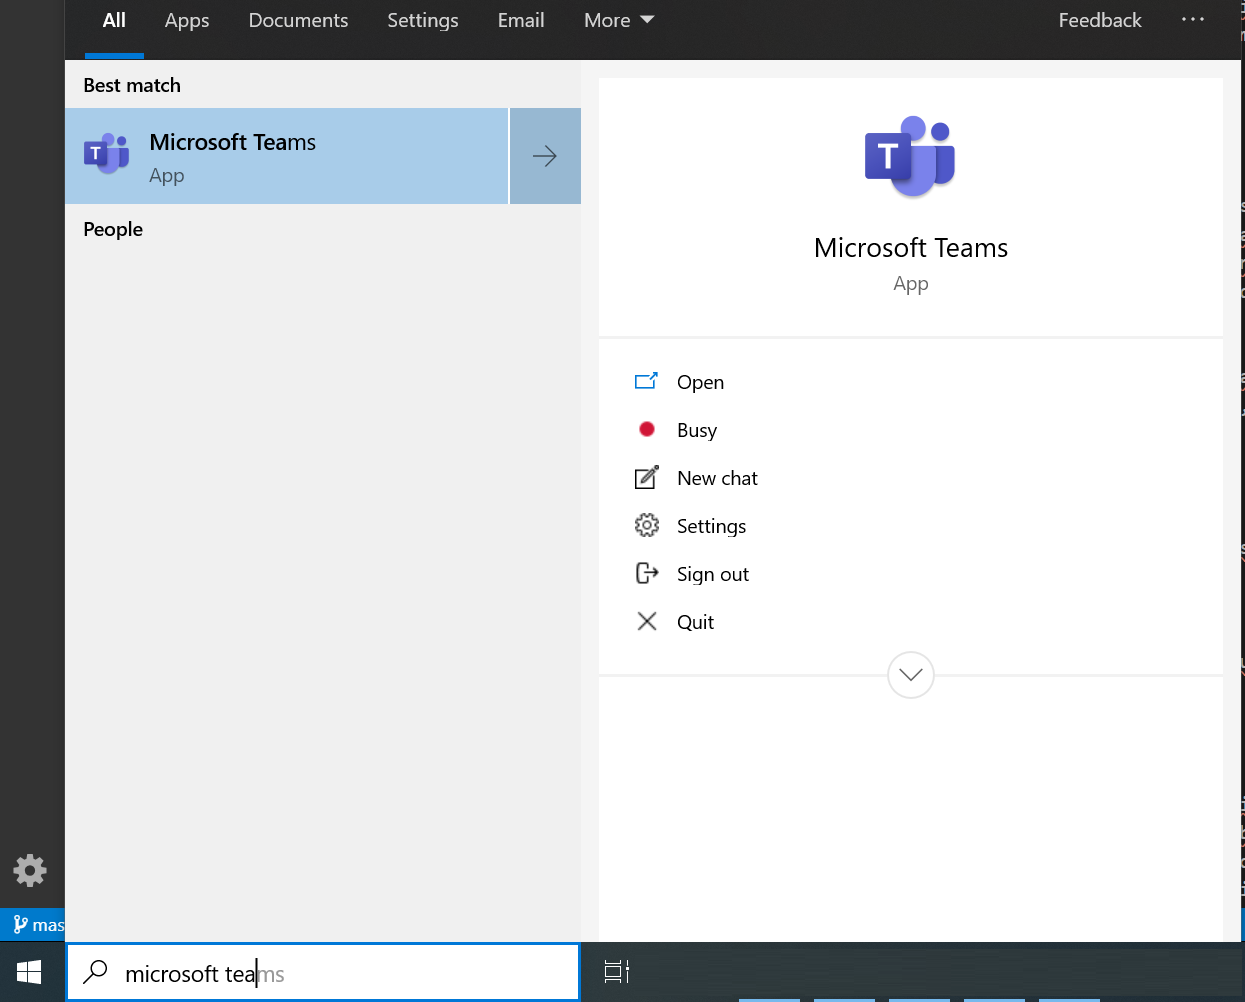 All Apps Documents Settings Email More Feedback ...
Best match
T Microsoft Teams
App
People
T
Microsoft Teams
App
Open
Busy
New chat
Settings
Sign out
Quit
mas
microsoft teams